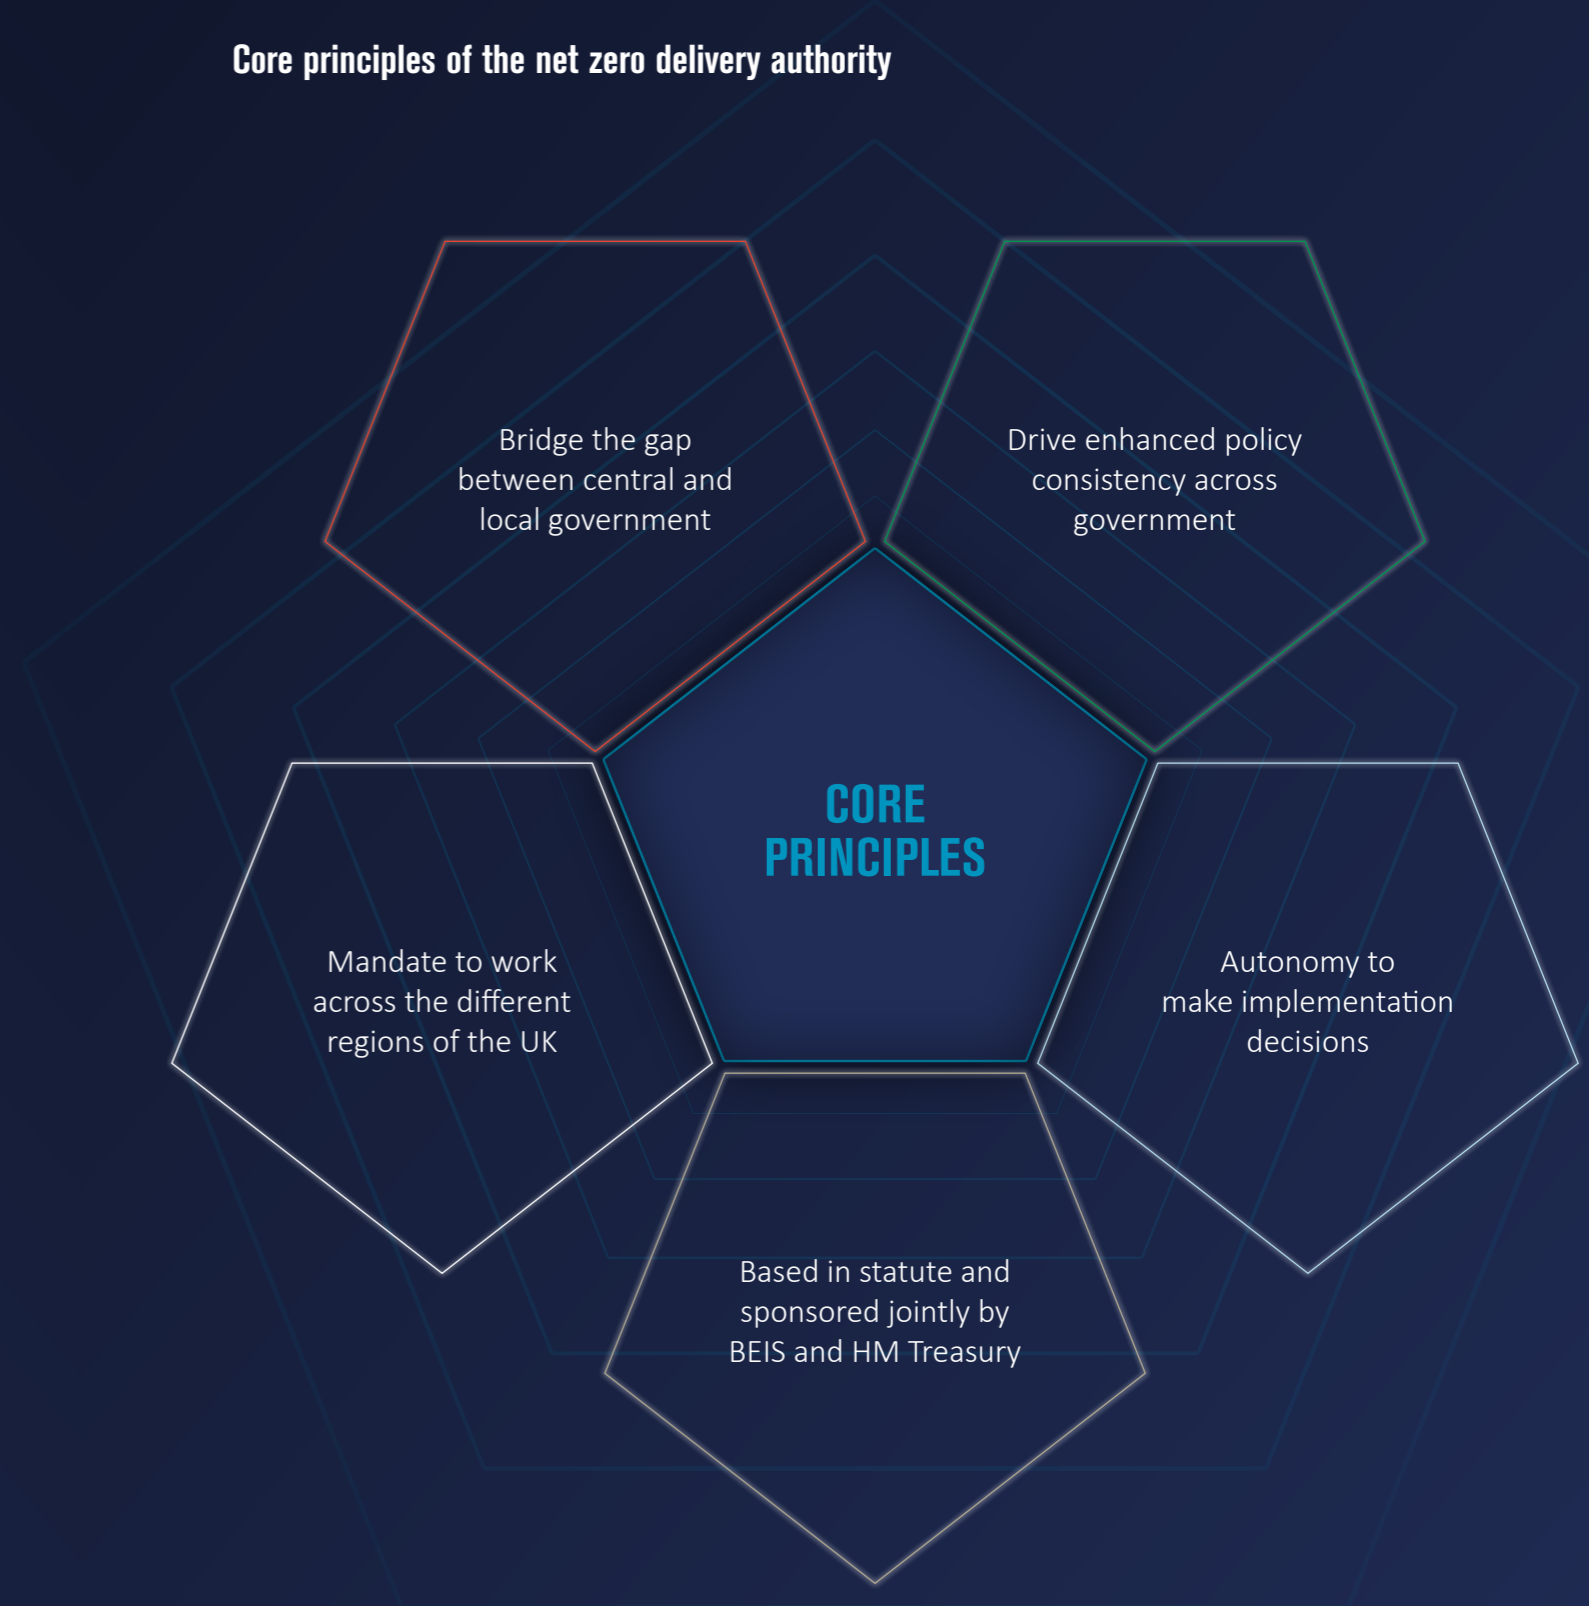 Core principles of the net zero delivery authority
Bridge the gap
between central and
local government
Drive enhanced policy
consistency across
government
CORE
PRINCIPLES
Mandate to work
across the different
regions of the UK
Autonomy to
make implementation
decisions
Based in statute and
sponsored jointly by
BEIS and HM Treasury